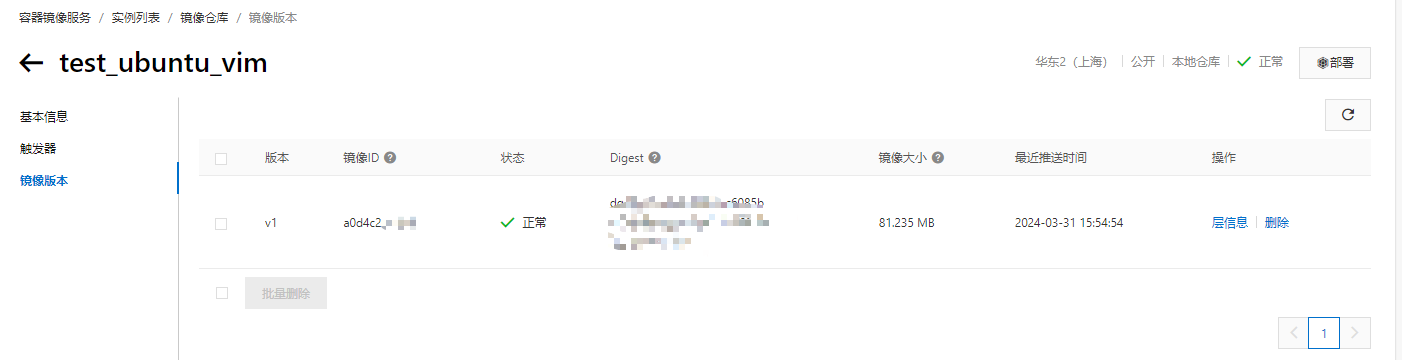 容器镜像服务 / 实例列表 / 镜像仓库 / 镜像版本
test_ubuntu_vim
华东2（上海） 公开 本地仓库 正常 部署
基本信息
触发器
镜像版本
版本 镜像ID 状态 Digest 镜像大小 最近推送时间 操作
v1 a0d4c2 正常 81.235 MB 2024-03-31 15:54:54 层信息 删除
批量删除
1